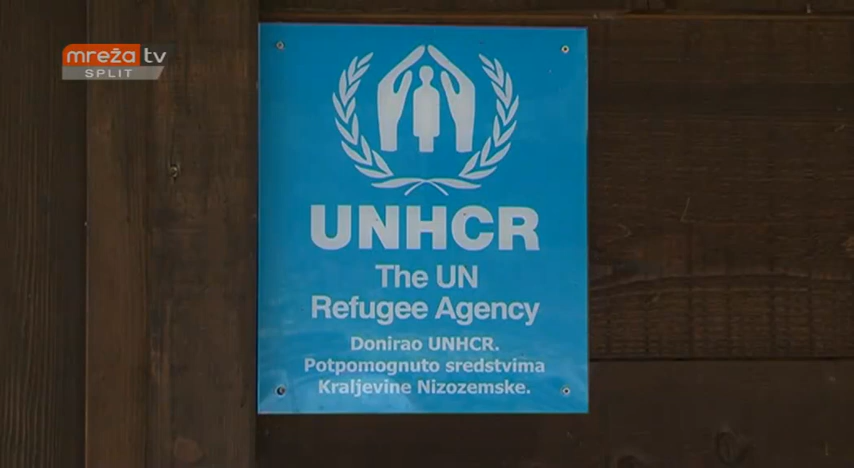 mreža tv
SPLIT
UNHCR
The UN
Refugee Agency
Donirao UNHCR.
Potpomognuto sredstvima
Kraljevine Nizozemske.